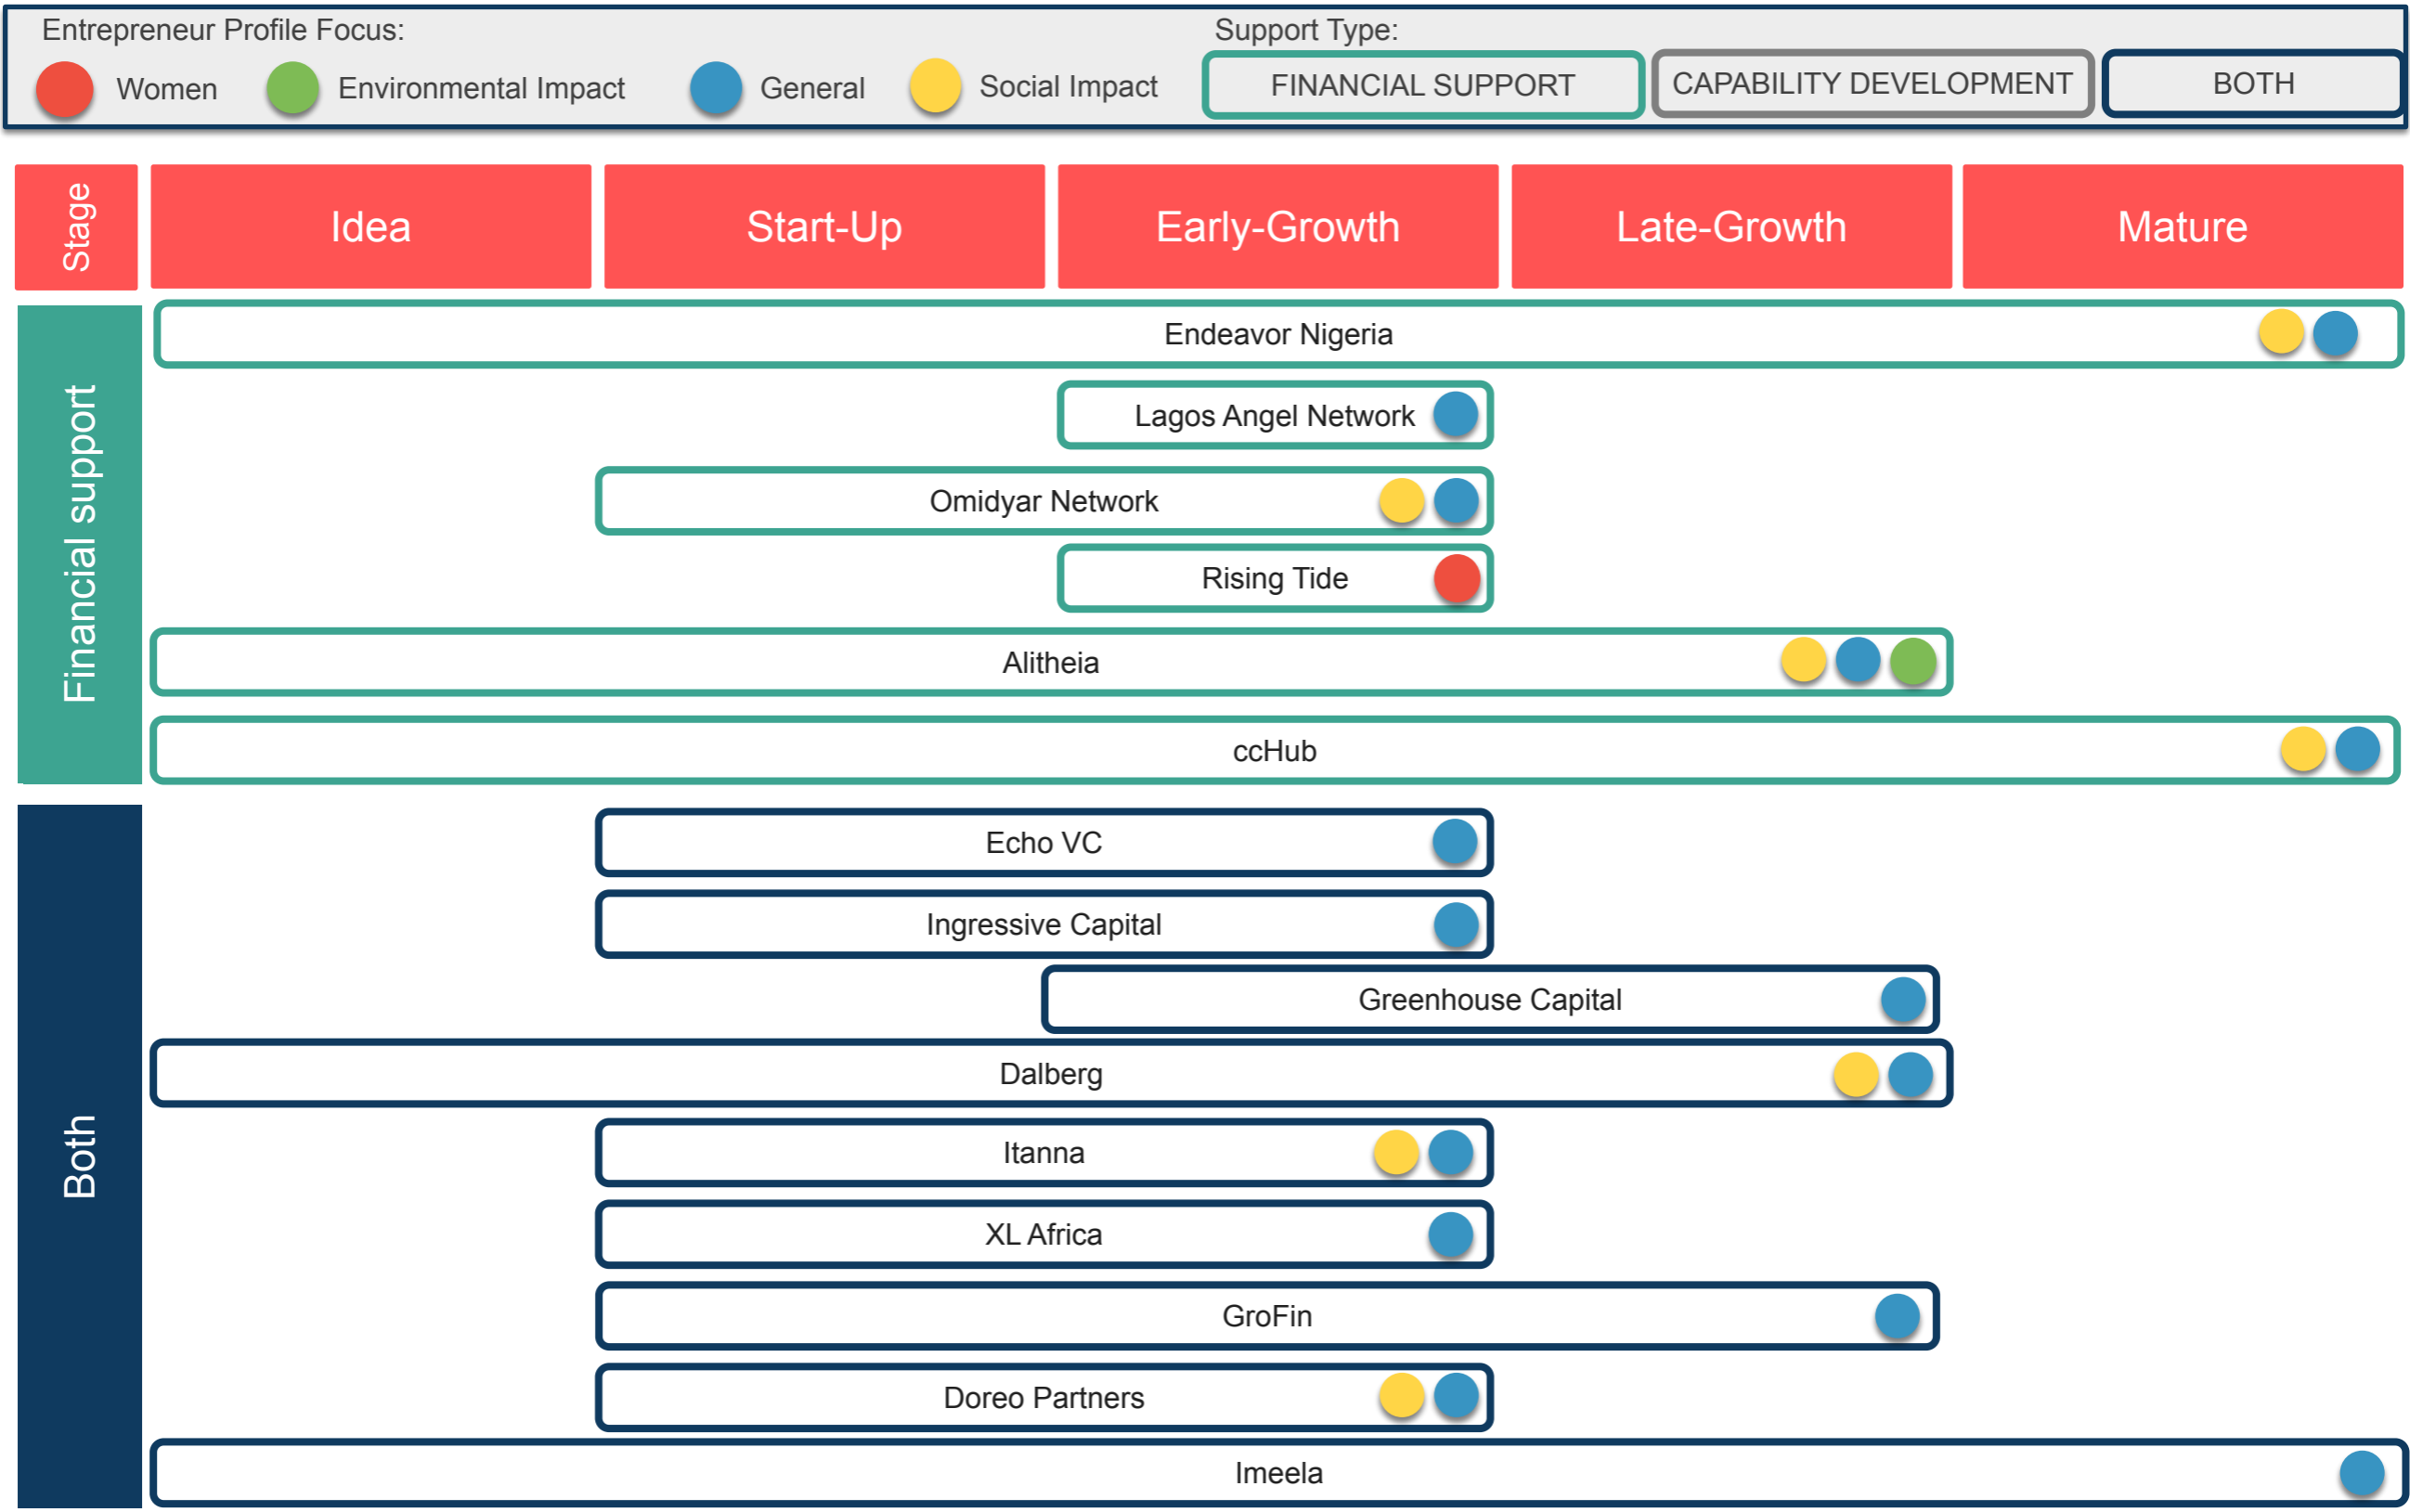 Entrepreneur Profile Focus:
Support Type:
Women
Environmental Impact
General
Social Impact
FINANCIAL SUPPORT
CAPABILITY DEVELOPMENT
BOTH
Stage
Idea
Start-Up
Early-Growth
Late-Growth
Mature
Financial support
Endeavor Nigeria
Lagos Angel Network
Omidyar Network
Rising Tide
Alitheia
ccHub
Both
Echo VC
Ingressive Capital
Greenhouse Capital
Dalberg
Itanna
XL Africa
GroFin
Doreo Partners
Imeela